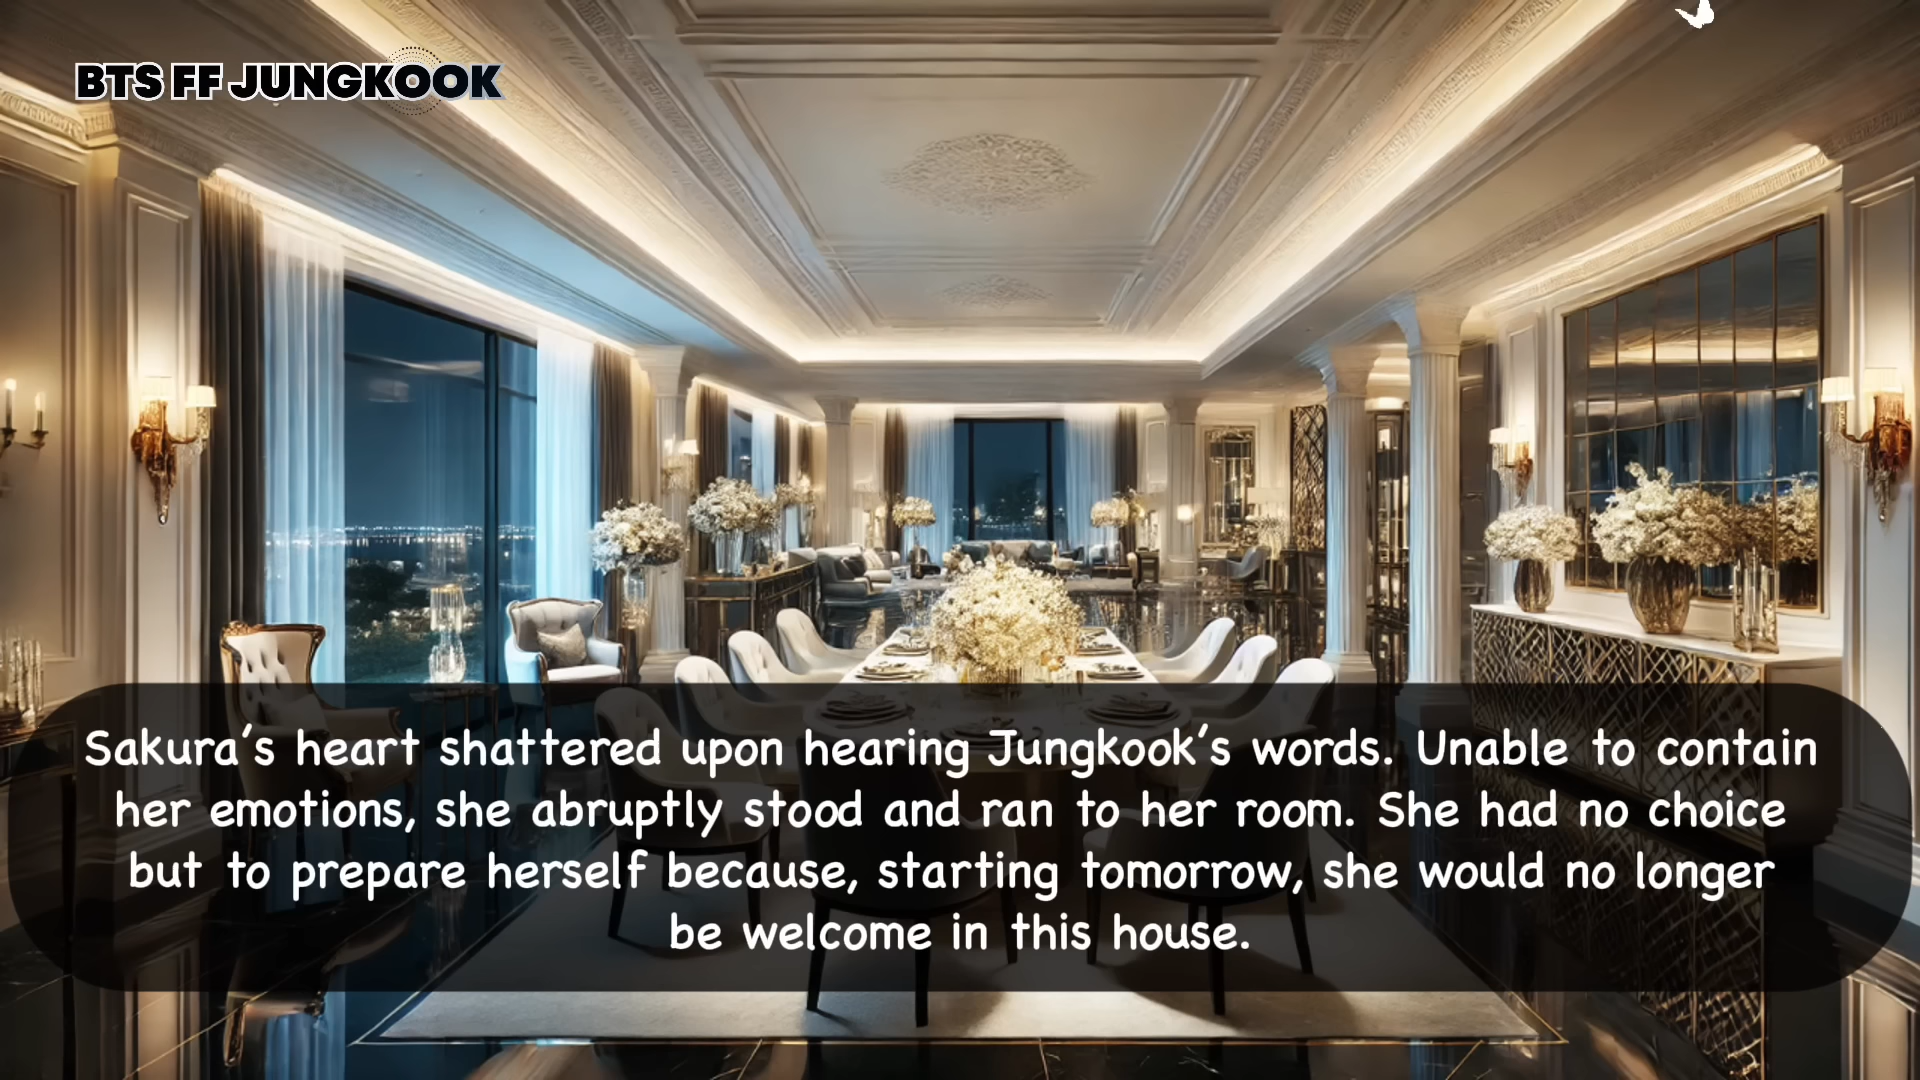 BTS FF JUNGKOOK
Sakura's heart shattered upon hearing Jungkook's words. Unable to contain
her emotions, she abruptly stood and ran to her room. She had no choice
but to prepare herself because, starting tomorrow, she would no longer
be welcome in this house.